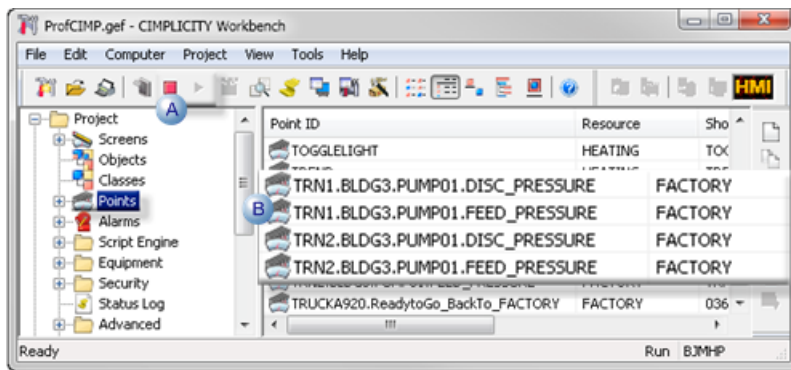 ProfCIMP.gef - CIMPLICITY Workbench
File Edit Computer Project View Tools Help
HMI
A
Project
Screens
Objects
Classes
Points
Alarms
Script Engine
Equipment
Security
Status Log
Advanced
Point ID Resource Sho
TOGGLELIGHT HEATING TOG
B
TRN1.BLDG3.PUMP01.DISC_PRESSURE FACTORY
TRN1.BLDG3.PUMP01.FEED_PRESSURE FACTORY
TRN2.BLDG3.PUMP01.DISC_PRESSURE FACTORY
TRN2.BLDG3.PUMP01.FEED_PRESSURE FACTORY
TRUCKA920.ReadytoGo_BackTo_FACTORY FACTORY 036
Ready Run BJMHP